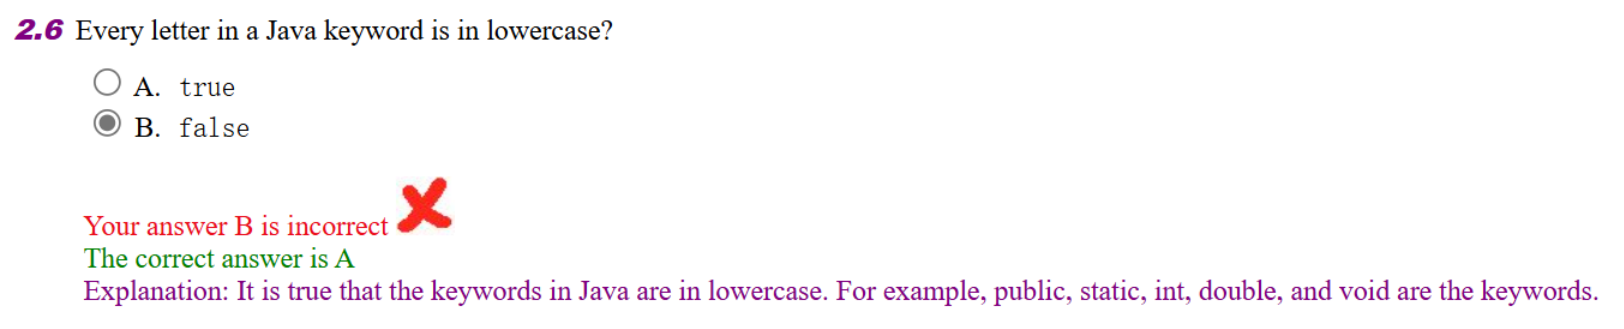 2.6 Every letter in a Java keyword is in lowercase?
A. true
B. false
Your answer B is incorrect
The correct answer is A
Explanation: It is true that the keywords in Java are in lowercase. For example, public, static, int, double, and void are the keywords.